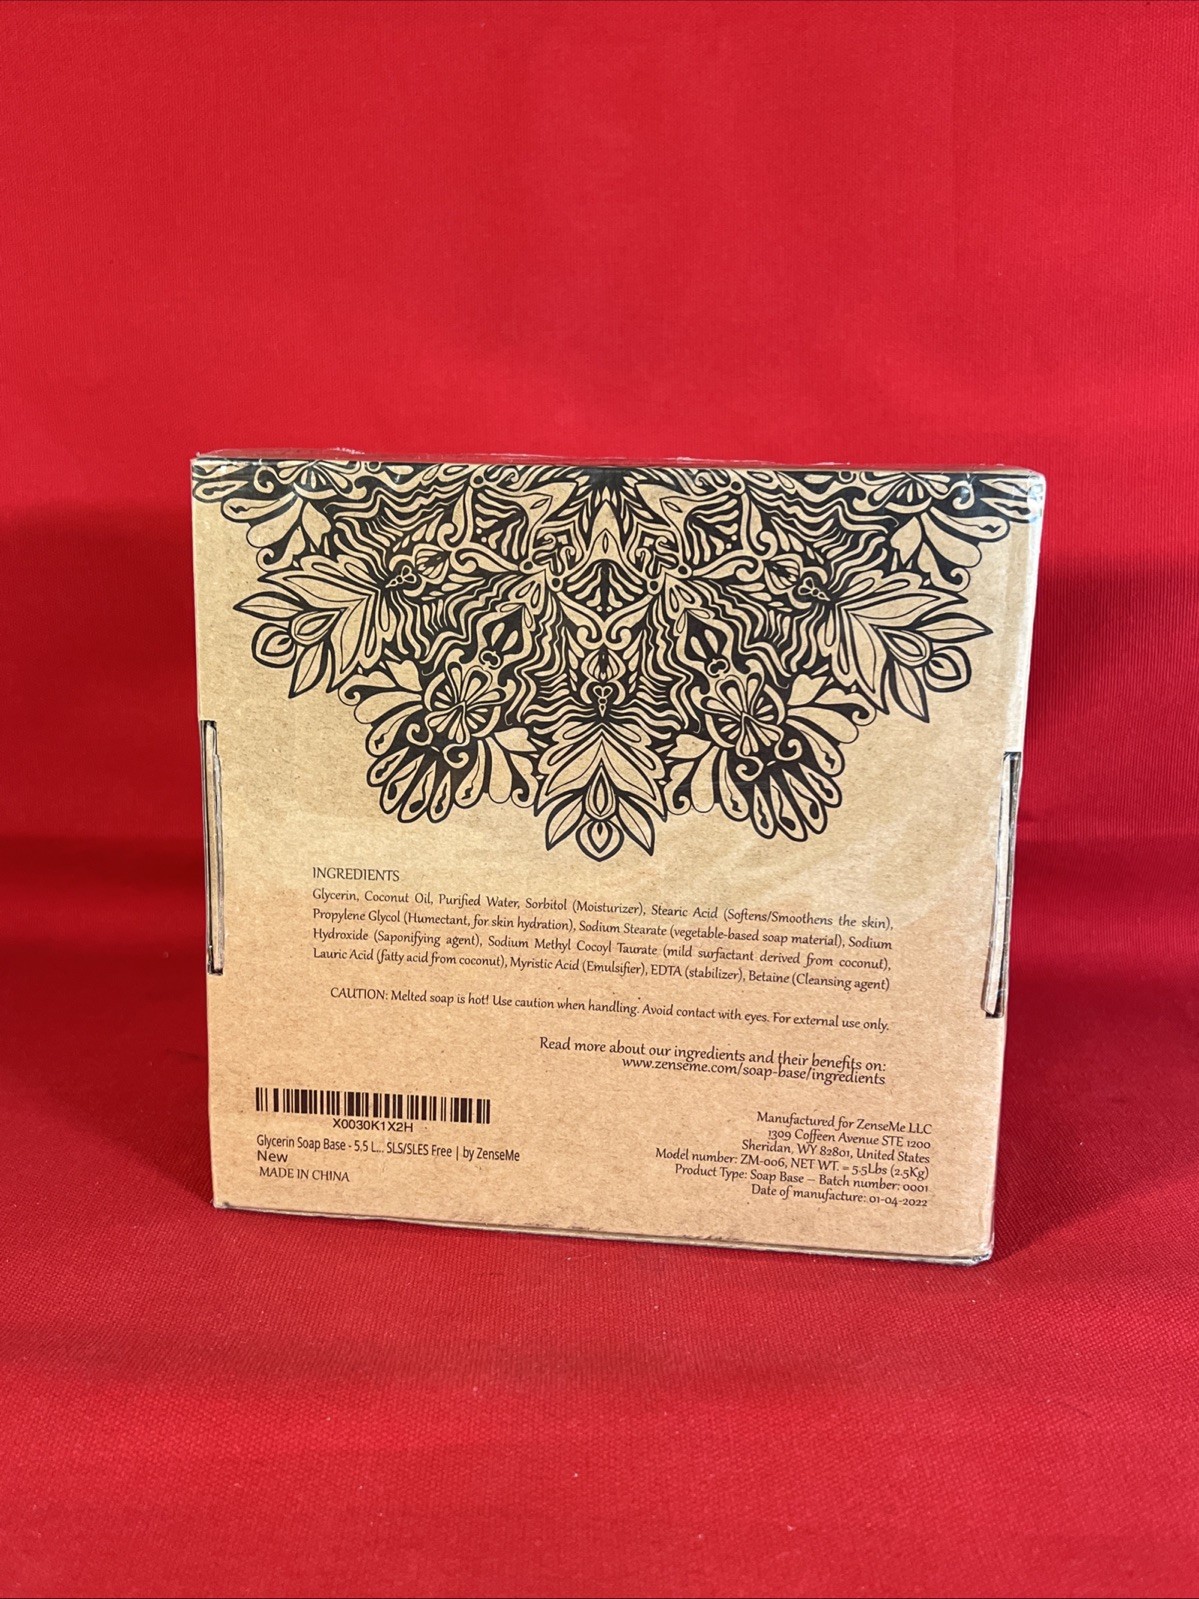 INGREDIENTS
Glycerin, Coconut Oil, Purified Water, Sorbitol (Moisturizer), Stearic Acid (Softens/Smoothens the skin),
Propylene Glycol (Humectant, for skin hydration), Sodium Stearate (vegetable-based soap material), Sodium
Hydroxide (Saponifying agent), Sodium Methyl Cocoyl Taurate (mild surfactant derived from coconut),
Lauric Acid (fatty acid from coconut), Myristic Acid (Emulsifier), EDTA (stabilizer), Betaine (Cleansing agent)
CAUTION: Melted soap is hot! Use caution when handling. Avoid contact with eyes. For external use only.
Read more about our ingredients and their benefits on:
www.zenseme.com/soap-base/ingredients
X0030K1X2H
Glycerin Soap Base - 5.5 L... SLS/SLES Free | by ZenseMe
New
MADE IN CHINA
Manufactured for ZenseMe LLC
1309 Coffeen Avenue STE 1200
Sheridan, WY 82801, United States
Model number: ZM-006, NET WT. = 5.5Lbs (2.5Kg)
Product Type: Soap Base – Batch number: 0001
Date of manufacture: 01-04-2022